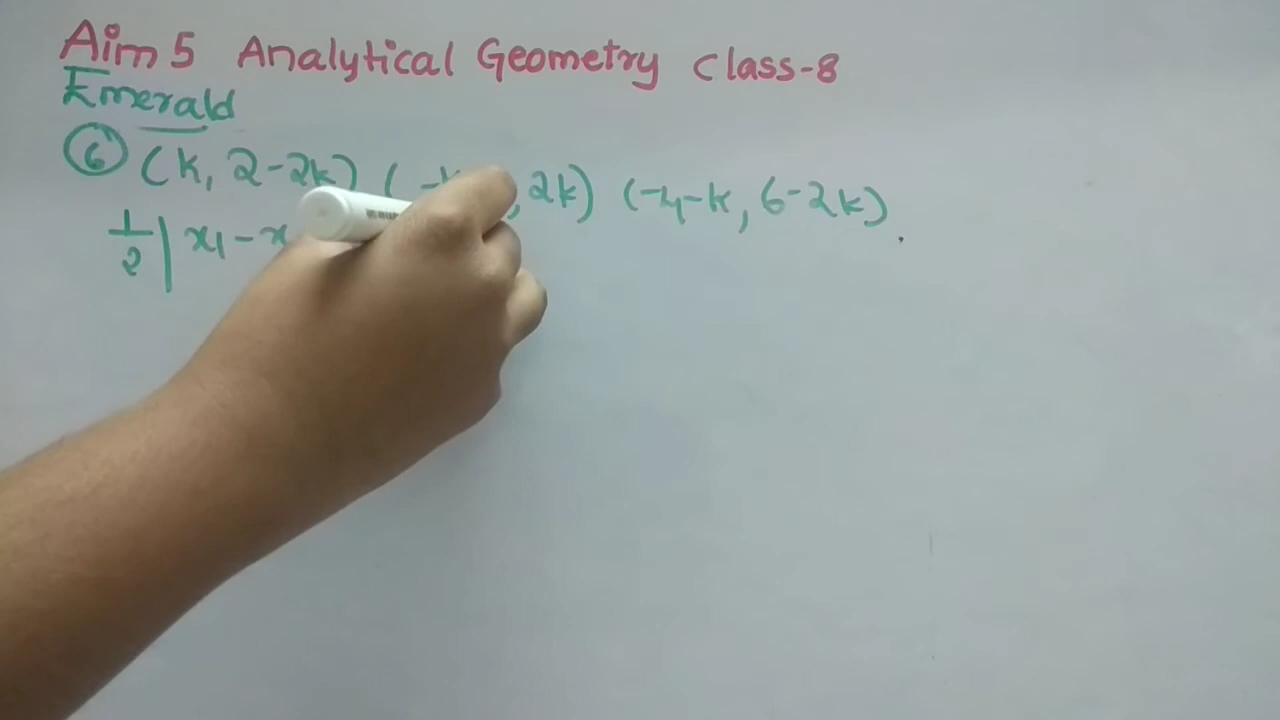 Aim 5 Analytical Geometry class-8
Emerald
6 (k, 2-2k) (-k , 2k) (-4-k, 6-2k).
1/2 | x1 - x